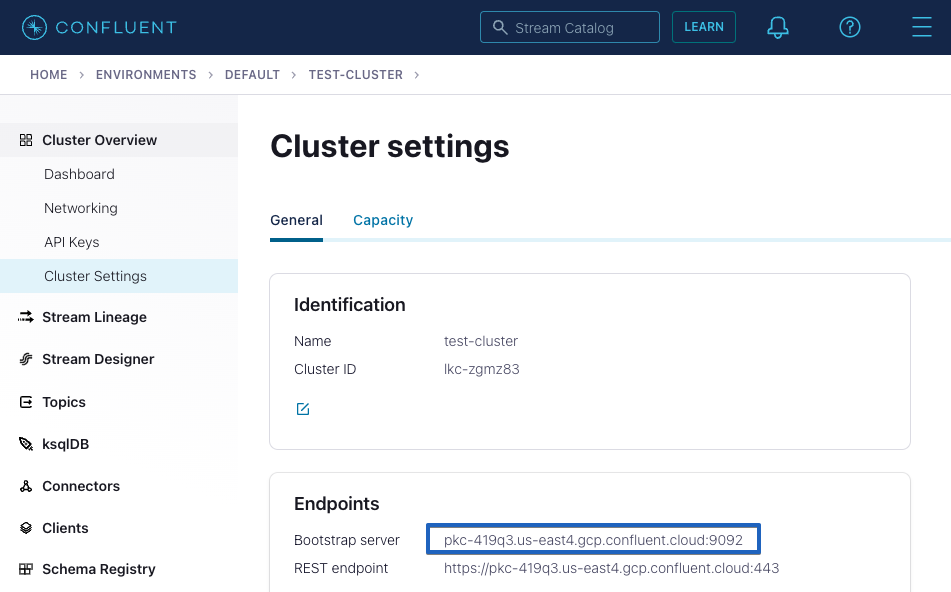 CONFLUENT
Stream Catalog
LEARN
HOME > ENVIRONMENTS > DEFAULT > TEST-CLUSTER >
Cluster Overview
Dashboard
Networking
API Keys
Cluster Settings
Stream Lineage
Stream Designer
Topics
ksqlDB
Connectors
Clients
Schema Registry
Cluster settings
General Capacity
Identification
Name test-cluster
Cluster ID lkc-zgmz83
Endpoints
Bootstrap server pkc-419q3.us-east4.gcp.confluent.cloud:9092
REST endpoint https://pkc-419q3.us-east4.gcp.confluent.cloud:443